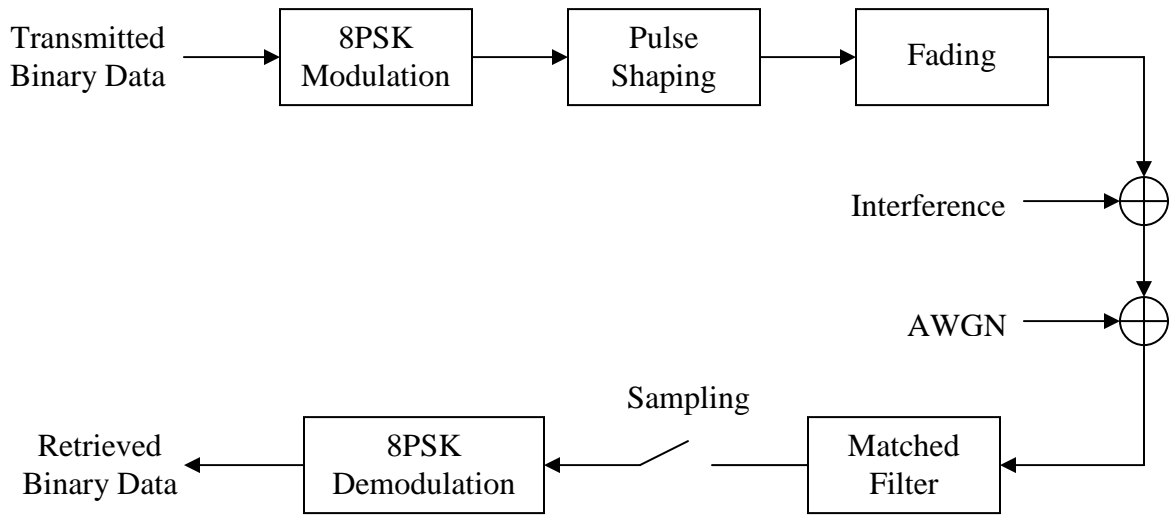 Transmitted
Binary Data
8PSK
Modulation
Pulse
Shaping
Fading
Interference
AWGN
Sampling
Retrieved
Binary Data
8PSK
Demodulation
Matched
Filter